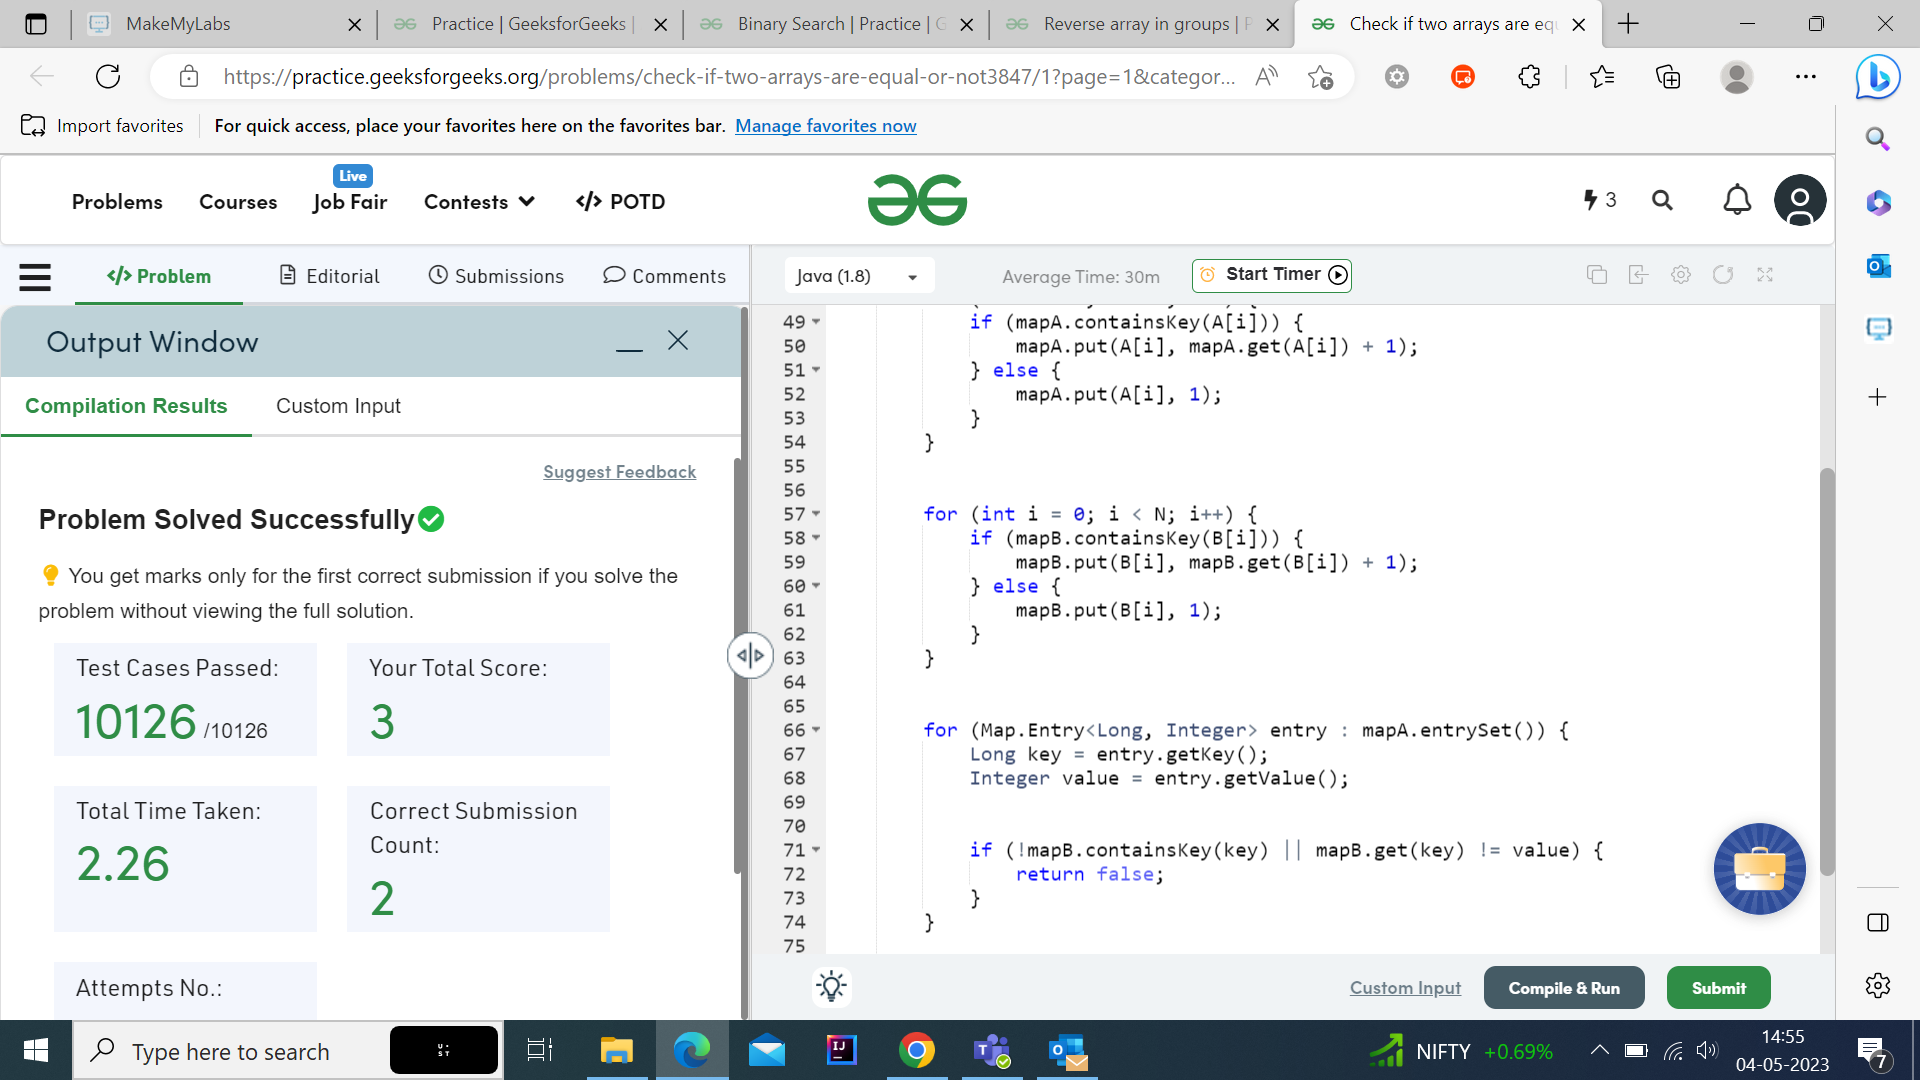 MakeMyLabs
Practice | GeeksforGeeks |
Binary Search | Practice | G
Reverse array in groups | P
Check if two arrays are equ
https://practice.geeksforgeeks.org/problems/check-if-two-arrays-are-equal-or-not3847/1?page=1&categor...
Import favorites
For quick access, place your favorites here on the favorites bar. Manage favorites now
Live
Problems
Courses
Job Fair
Contests
</> POTD
3
</> Problem
Editorial
Submissions
Comments
Java (1.8)
Average Time: 30m
Start Timer
Output Window
Compilation Results
Custom Input
Suggest Feedback
Problem Solved Successfully
You get marks only for the first correct submission if you solve the
problem without viewing the full solution.
Test Cases Passed:
10126 /10126
Your Total Score:
3
Total Time Taken:
2.26
Correct Submission
Count:
2
Attempts No.:
49 if (mapA.containsKey(A[i])) {
50 mapA.put(A[i], mapA.get(A[i]) + 1);
51 } else {
52 mapA.put(A[i], 1);
53 }
54 }
55
56
57 for (int i = 0; i < N; i++) {
58 if (mapB.containsKey(B[i])) {
59 mapB.put(B[i], mapB.get(B[i]) + 1);
60 } else {
61 mapB.put(B[i], 1);
62 }
63 }
64
65
66 for (Map.Entry<Long, Integer> entry : mapA.entrySet()) {
67 Long key = entry.getKey();
68 Integer value = entry.getValue();
69
70
71 if (!mapB.containsKey(key) || mapB.get(key) != value) {
72 return false;
73 }
74 }
75
Custom Input
Compile & Run
Submit
Type here to search
NIFTY +0.69%
14:55
04-05-2023
7